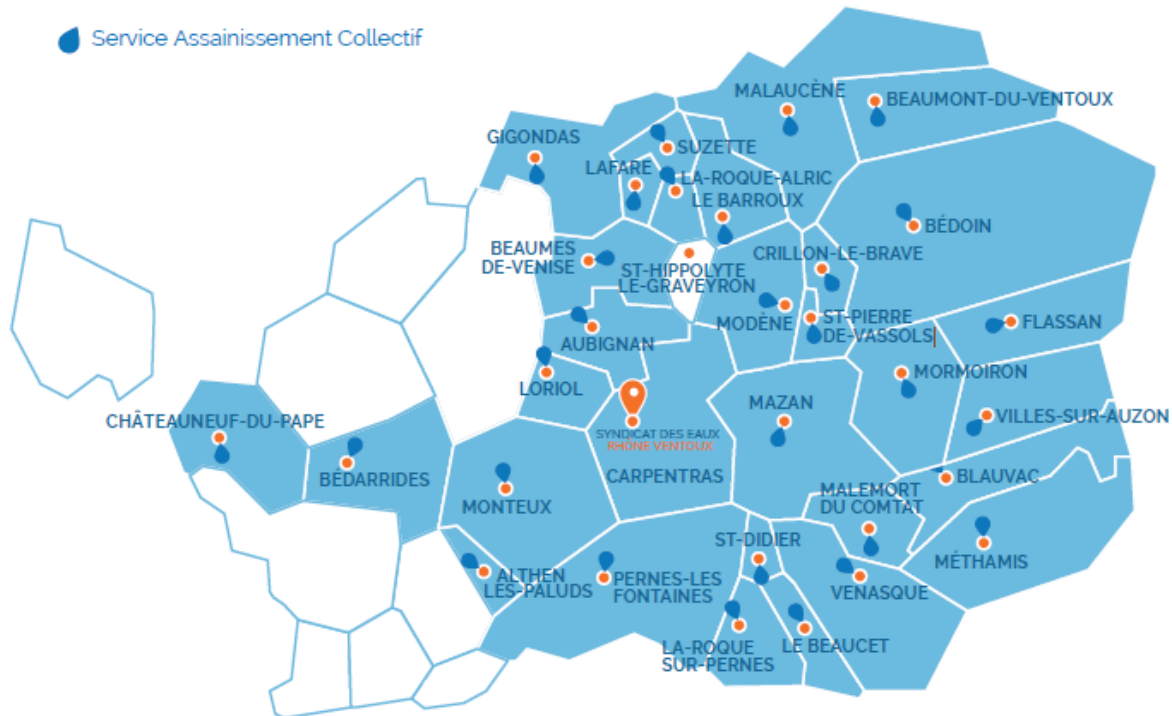 Service Assainissement Collectif
MALAUCÈNE
BEAUMONT-DU-VENTOUX
GIGONDAS
SUZETTE
LAFARE
LA-ROQUE-ALRIC
LE BARROUX
BÉDOIN
BEAUMES
DE-VENISE
ST-HIPPOLYTE
LE-GRAVEYRON
CRILLON-LE-BRAVE
MODÈNE
ST-PIERRE
DE-VASSOLS
FLASSAN
AUBIGNAN
LORIOL
MORMOIRON
MAZAN
VILLES-SUR-AUZON
CHÂTEAUNEUF-DU-PAPE
SYNDICAT DES EAUX
RHÔNE VENTOUX
BÉDARRIDES
CARPENTRAS
BLAUVAC
MONTEUX
MALEMORT
DU COMTAT
ST-DIDIER
MÉTHAMIS
ALTHEN
LES-PALUDS
PERNES-LES
FONTAINES
VENASQUE
LA-ROQUE
SUR-PERNES
LE BEAUCET